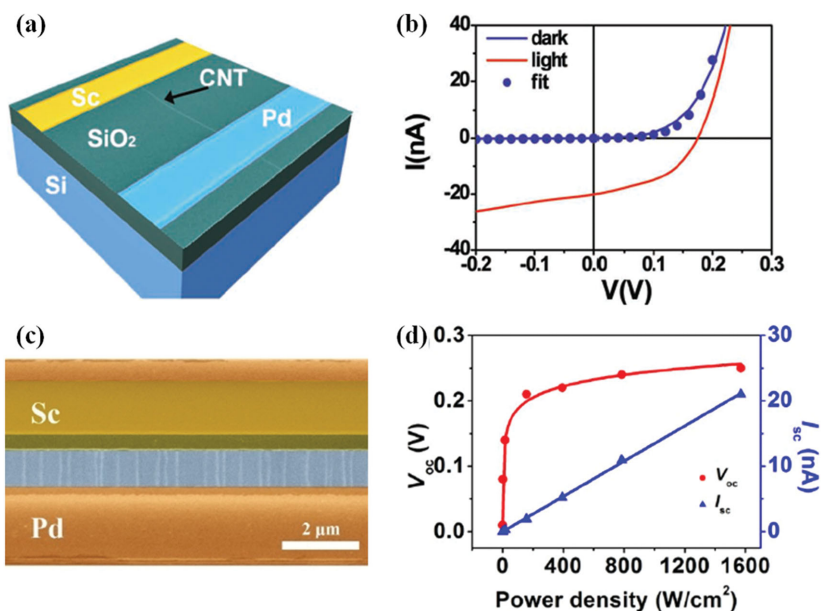 (a)
CNT
Sc
Pd
SiO₂
Si
(b)
40
20
0
-20
-40
I(nA)
dark
light
fit
-0.2 -0.1 0.0 0.1 0.2 0.3
V(V)
(c)
Sc
Pd
2 μm
(d)
0.3
0.2
0.1
0.0
Voc (V)
30
20
10
0
Isc (nA)
Voc
Isc
0 400 800 1200 1600
Power density (W/cm²)